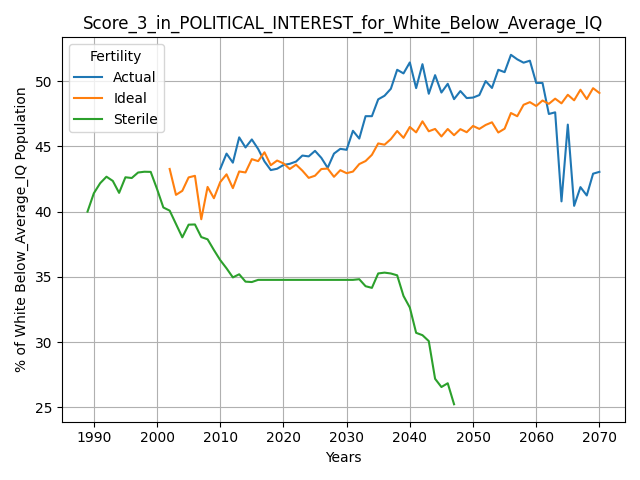 Score_3_in_POLITICAL_INTEREST_for_White_Below_Average_IQ
Fertility
Actual
Ideal
Sterile
% of White Below_Average_IQ Population
50
45
40
35
30
25
1990 2000 2010 2020 2030 2040 2050 2060 2070
Years